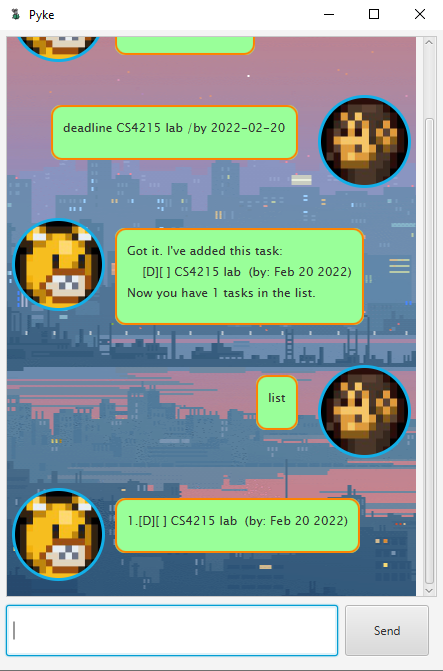 Pyke
deadline CS4215 lab /by 2022-02-20
Got it. I've added this task:
[D][ ] CS4215 lab  (by: Feb 20 2022)
Now you have 1 tasks in the list.
list
1.[D][ ] CS4215 lab  (by: Feb 20 2022)
Send